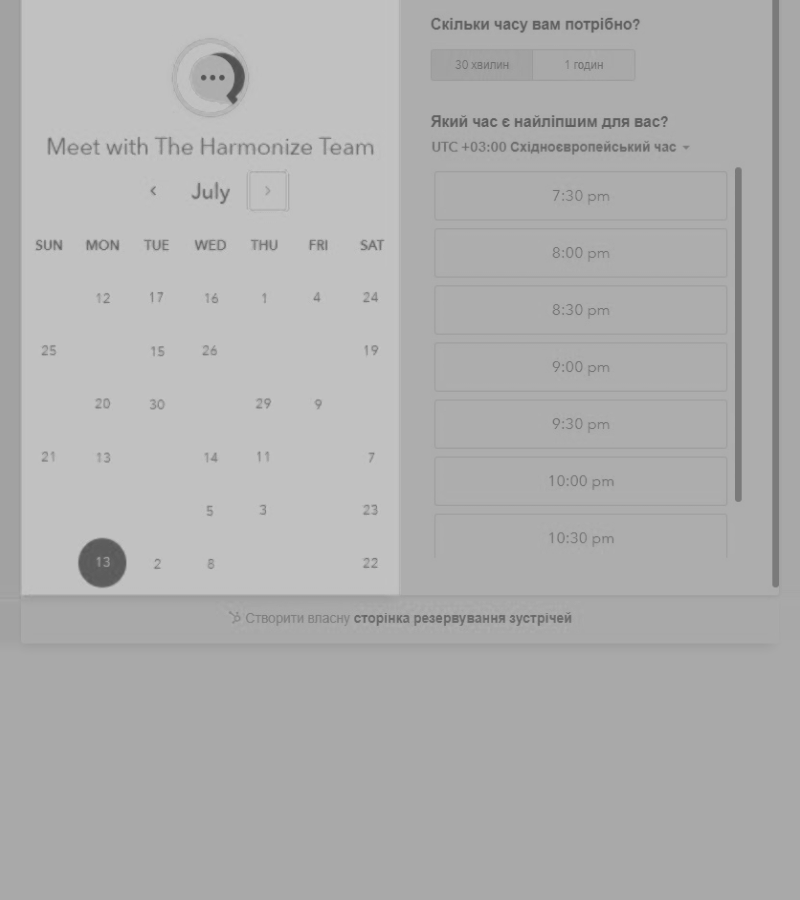 Meet with The Harmonize Team
July
SUN MON TUE WED THU FRI SAT
12 17 16 1 4 24
25 15 26 19
20 30 29 9
21 13 14 11 7
5 3 23
13 2 8 22
Скільки часу вам потрібно?
30 хвилин 1 годин
Який час є найліпшим для вас?
UTC +03:00 Східноєвропейський час
7:30 pm
8:00 pm
8:30 pm
9:00 pm
9:30 pm
10:00 pm
10:30 pm
Створити власну сторінка резервування зустрічей